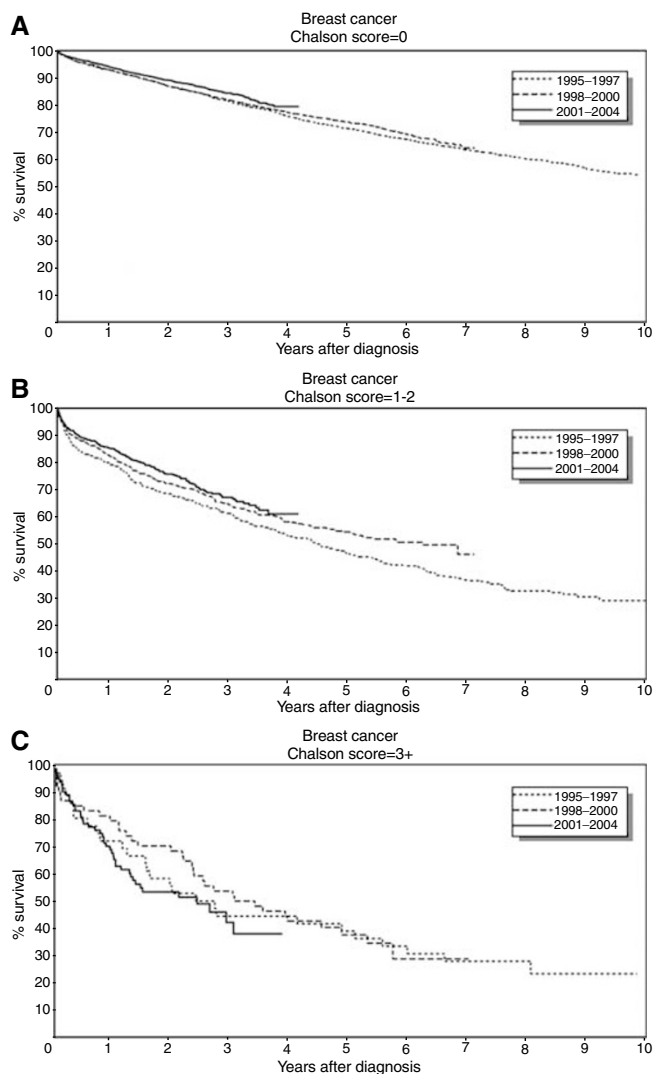 A
Breast cancer
Chalson score=0
100
90
80
70
60
50
40
30
20
10
0
% survival
1995–1997
1998–2000
2001–2004
1 2 3 4 5 6 7 8 9 10
Years after diagnosis
B
Breast cancer
Chalson score=1-2
100
90
80
70
60
50
40
30
20
10
0
% survival
1995–1997
1998–2000
2001–2004
1 2 3 4 5 6 7 8 9 10
Years after diagnosis
C
Breast cancer
Chalson score=3+
100
90
80
70
60
50
40
30
20
10
0
% survival
1995–1997
1998–2000
2001–2004
1 2 3 4 5 6 7 8 9 10
Years after diagnosis